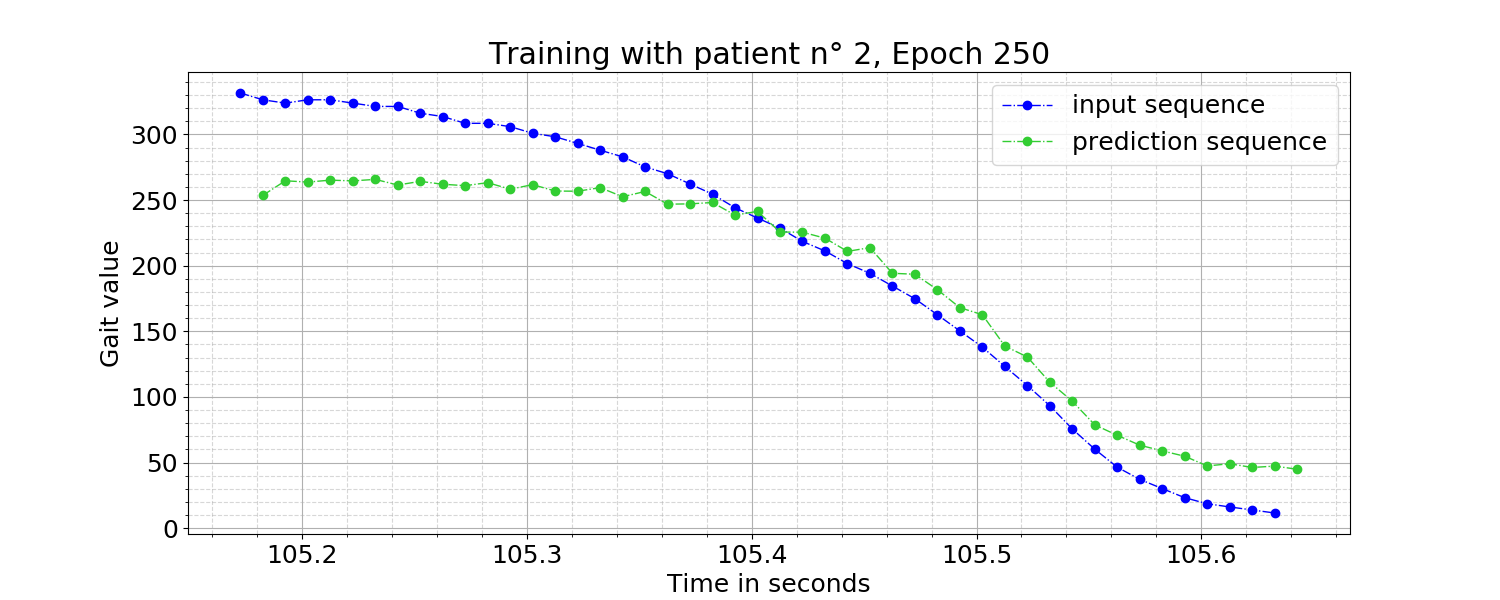 Training with patient n° 2, Epoch 250
input sequence
prediction sequence
Gait value
300
250
200
150
100
50
0
105.2 105.3 105.4 105.5 105.6
Time in seconds